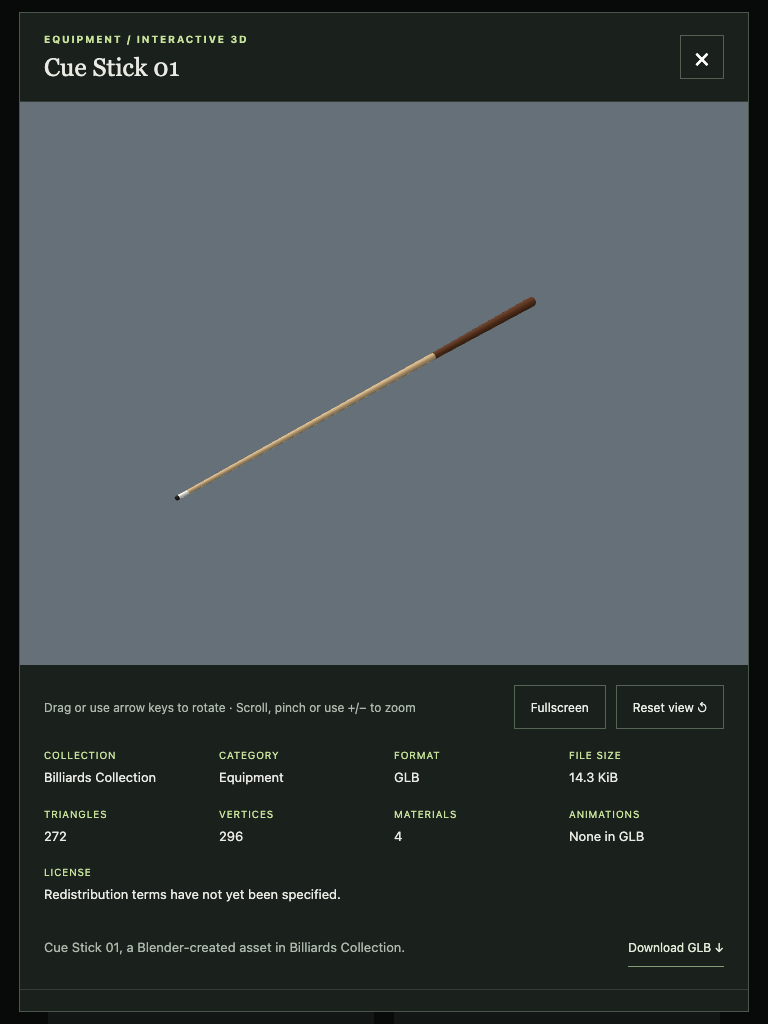 EQUIPMENT / INTERACTIVE 3D
Cue Stick 01
×
Drag or use arrow keys to rotate · Scroll, pinch or use +/− to zoom
Fullscreen
Reset view ↺
COLLECTION
Billiards Collection
CATEGORY
Equipment
FORMAT
GLB
FILE SIZE
14.3 KiB
TRIANGLES
272
VERTICES
296
MATERIALS
4
ANIMATIONS
None in GLB
LICENSE
Redistribution terms have not yet been specified.
Cue Stick 01, a Blender-created asset in Billiards Collection.
Download GLB ↓